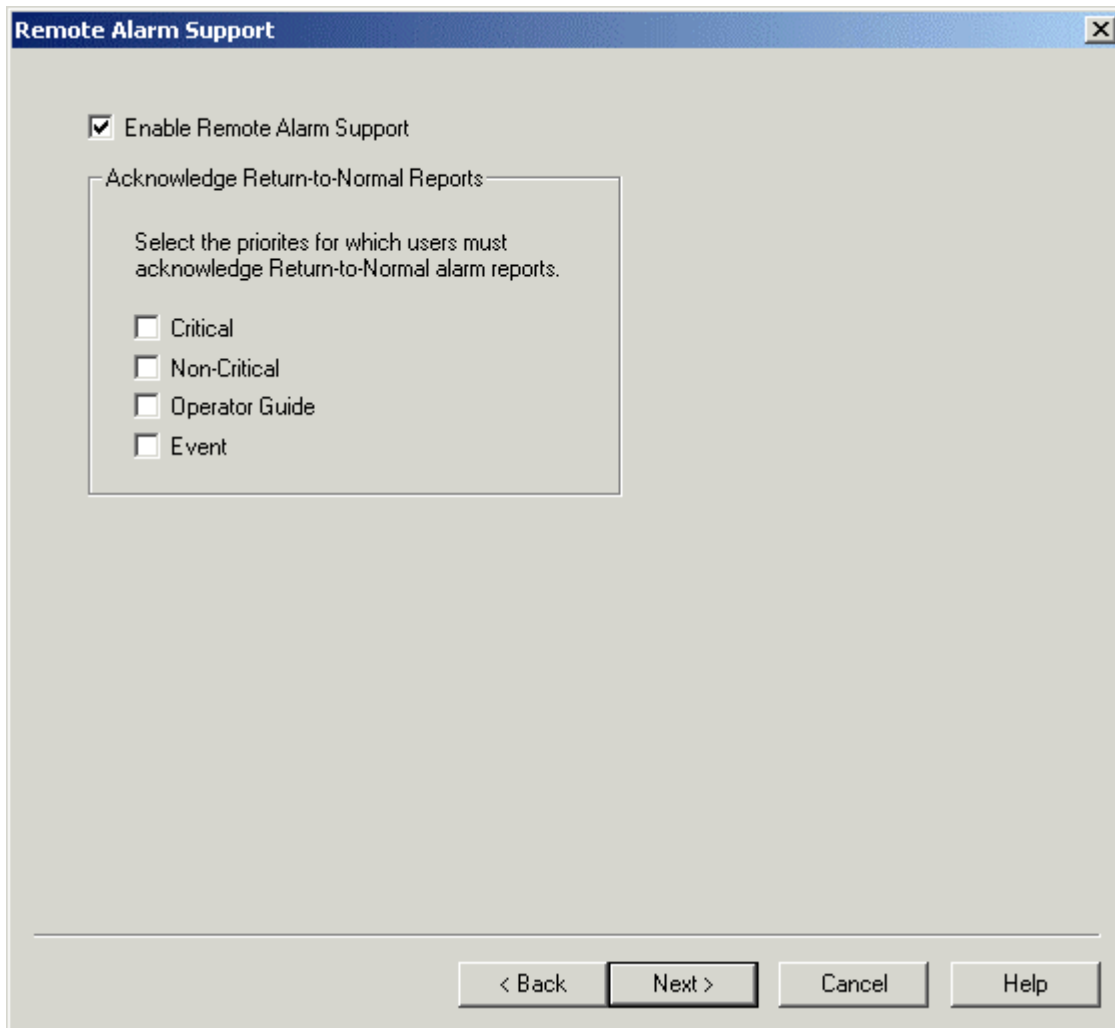 Remote Alarm Support
Enable Remote Alarm Support
Acknowledge Return-to-Normal Reports
Select the priorites for which users must
acknowledge Return-to-Normal alarm reports.
Critical
Non-Critical
Operator Guide
Event
< Back
Next >
Cancel
Help